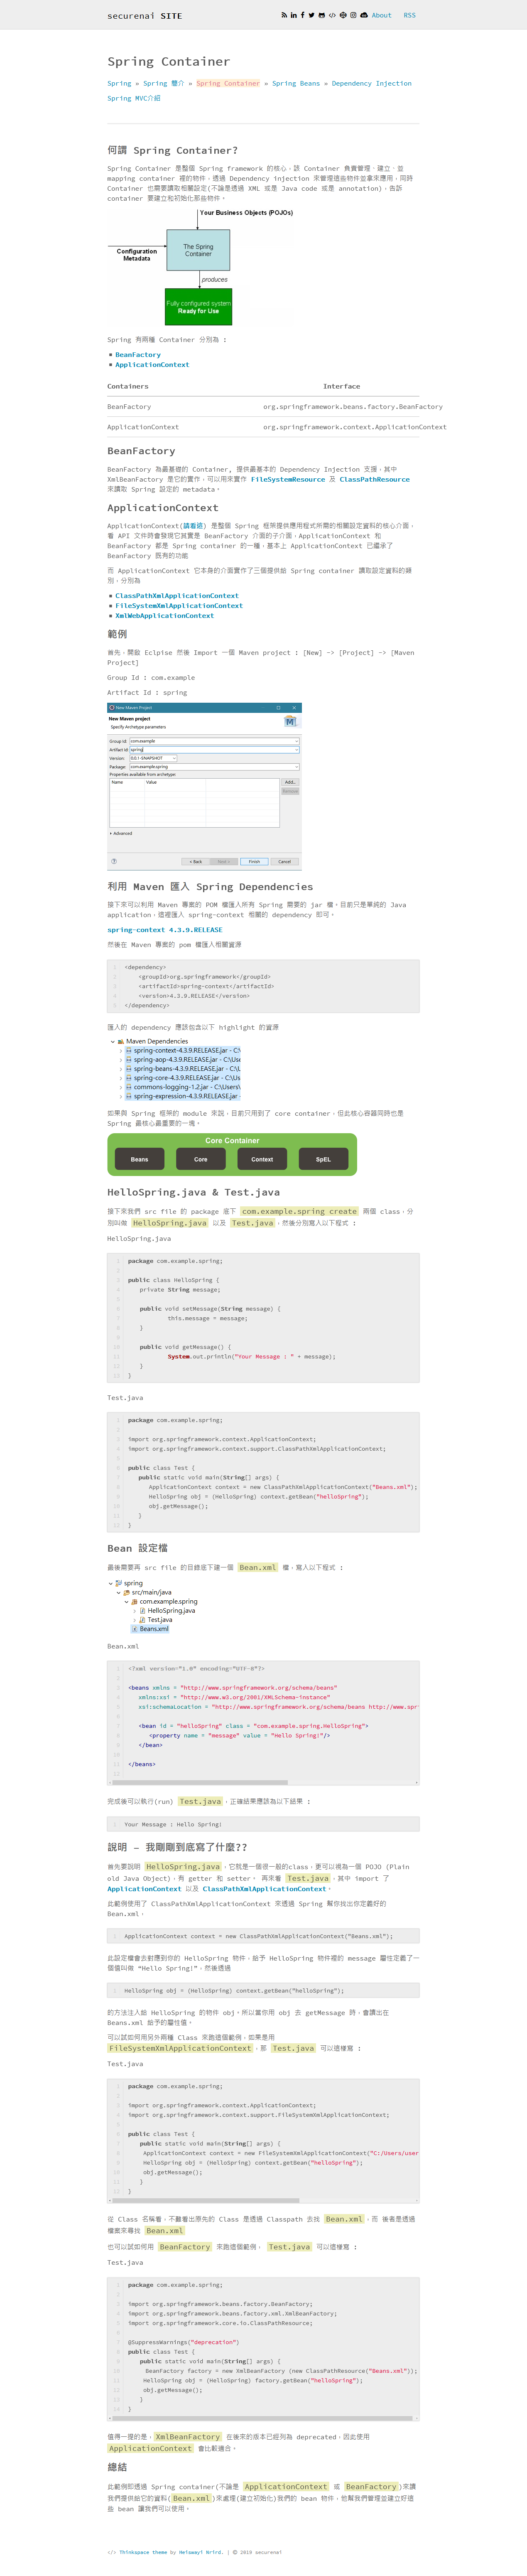 securenai SITE
About RSS
Spring Container
Spring » Spring 簡介 » Spring Container » Spring Beans » Dependency Injection
Spring MVC介紹
何謂 Spring Container?
Spring Container 是整個 Spring framework 的核心，該 Container 負責管理、建立、並
mapping container 裡的物件，透過 Dependency injection 來管理這些物件並拿來應用，同時
Container 也需要讀取相關設定(不論是透過 XML 或是 Java code 或是 annotation)，告訴
container 要建立和初始化那些物件。
Your Business Objects (POJOs)
The Spring
Container
Configuration
Metadata
produces
Fully configured system
Ready for Use
Spring 有兩種 Container 分別為 :
BeanFactory
ApplicationContext
Containers Interface
BeanFactory org.springframework.beans.factory.BeanFactory
ApplicationContext org.springframework.context.ApplicationContext
BeanFactory
BeanFactory 為最基礎的 Container, 提供最基本的 Dependency Injection 支援，其中
XmlBeanFactory 是它的實作，可以用來實作 FileSystemResource 及 ClassPathResource
來讀取 Spring 設定的 metadata。
ApplicationContext
ApplicationContext(請看這) 是整個 Spring 框架提供應用程式所需的相關設定資料的核心介面，
看 API 文件時會發現它其實是 BeanFactory 介面的子介面，ApplicationContext 和
BeanFactory 都是 Spring container 的一種，基本上 ApplicationContext 已繼承了
BeanFactory 既有的功能
而 ApplicationContext 它本身的介面實作了三個提供給 Spring container 讀取設定資料的類
別，分別為
ClassPathXmlApplicationContext
FileSystemXmlApplicationContext
XmlWebApplicationContext
範例
首先，開啟 Eclpise 然後 Import 一個 Maven project : [New] -> [Project] -> [Maven
Project]
Group Id : com.example
Artifact Id : spring
New Maven Project
New Maven project
Specify Archetype parameters
Group Id: com.example
Artifact Id: spring
Version: 0.0.1-SNAPSHOT
Package: com.example.spring
Properties available from archetype:
Name Value
Add...
Remove
Advanced
< Back Next > Finish Cancel
利用 Maven 匯入 Spring Dependencies
接下來可以利用 Maven 專案的 POM 檔匯入所有 Spring 需要的 jar 檔。目前只是單純的 Java
application，這裡匯入 spring-context 相關的 dependency 即可。
spring-context 4.3.9.RELEASE
然後在 Maven 專案的 pom 檔匯入相關資源
1 <dependency>
2 <groupId>org.springframework</groupId>
3 <artifactId>spring-context</artifactId>
4 <version>4.3.9.RELEASE</version>
5 </dependency>
匯入的 dependency 應該包含以下 highlight 的資源
Maven Dependencies
spring-context-4.3.9.RELEASE.jar - C:\
spring-aop-4.3.9.RELEASE.jar - C:\Use
spring-beans-4.3.9.RELEASE.jar - C:\U
spring-core-4.3.9.RELEASE.jar - C:\Us
commons-logging-1.2.jar - C:\Users\
spring-expression-4.3.9.RELEASE.jar -
如果與 Spring 框架的 module 來說，目前只用到了 core container，但此核心容器同時也是
Spring 最核心最重要的一塊。
Core Container
Beans Core Context SpEL
HelloSpring.java & Test.java
接下來我們 src file 的 package 底下 com.example.spring create 兩個 class，分
別叫做 HelloSpring.java 以及 Test.java，然後分別寫入以下程式 :
HelloSpring.java
1 package com.example.spring;
2
3 public class HelloSpring {
4 private String message;
5
6 public void setMessage(String message) {
7 this.message = message;
8 }
9
10 public void getMessage() {
11 System.out.println("Your Message : " + message);
12 }
13 }
Test.java
1 package com.example.spring;
2
3 import org.springframework.context.ApplicationContext;
4 import org.springframework.context.support.ClassPathXmlApplicationContext;
5
6 public class Test {
7 public static void main(String[] args) {
8 ApplicationContext context = new ClassPathXmlApplicationContext("Beans.xml");
9 HelloSpring obj = (HelloSpring) context.getBean("helloSpring");
10 obj.getMessage();
11 }
12 }
Bean 設定檔
最後需要再 src file 的目錄底下建一個 Bean.xml 檔，寫入以下程式 :
spring
src/main/java
com.example.spring
HelloSpring.java
Test.java
Beans.xml
Bean.xml
1 <?xml version="1.0" encoding="UTF-8"?>
2
3 <beans xmlns = "http://www.springframework.org/schema/beans"
4 xmlns:xsi = "http://www.w3.org/2001/XMLSchema-instance"
5 xsi:schemaLocation = "http://www.springframework.org/schema/beans http://www.spr
6
7 <bean id = "helloSpring" class = "com.example.spring.HelloSpring">
8 <property name = "message" value = "Hello Spring!"/>
9 </bean>
10
11 </beans>
12
完成後可以執行(run) Test.java，正確結果應該為以下結果 :
1 Your Message : Hello Spring!
說明 – 我剛剛到底寫了什麼??
首先要說明 HelloSpring.java，它就是一個很一般的class，更可以視為一個 POJO (Plain
old Java Object)，有 getter 和 setter。 再來看 Test.java，其中 import 了
ApplicationContext 以及 ClassPathXmlApplicationContext。
此範例使用了 ClassPathXmlApplicationContext 來透過 Spring 幫你找出你定義好的
Bean.xml，
1 ApplicationContext context = new ClassPathXmlApplicationContext("Beans.xml");
此設定檔會去對應到你的 HelloSpring 物件，給予 HelloSpring 物件裡的 message 屬性定義了一
個值叫做 “Hello Spring!”，然後透過
1 HelloSpring obj = (HelloSpring) context.getBean("helloSpring");
的方法注入給 HelloSpring 的物件 obj。所以當你用 obj 去 getMessage 時，會讀出在
Beans.xml 給予的屬性值。
可以試如何用另外兩種 Class 來跑這個範例，如果是用
FileSystemXmlApplicationContext，那 Test.java 可以這樣寫 :
Test.java
1 package com.example.spring;
2
3 import org.springframework.context.ApplicationContext;
4 import org.springframework.context.support.FileSystemXmlApplicationContext;
5
6 public class Test {
7 public static void main(String[] args) {
8 ApplicationContext context = new FileSystemXmlApplicationContext("C:/Users/user
9 HelloSpring obj = (HelloSpring) context.getBean("helloSpring");
10 obj.getMessage();
11 }
12 }
從 Class 名稱看，不難看出原先的 Class 是透過 Classpath 去找 Bean.xml，而 後者是透過
檔案來尋找 Bean.xml
也可以試如何用 BeanFactory 來跑這個範例， Test.java 可以這樣寫 :
Test.java
1 package com.example.spring;
2
3 import org.springframework.beans.factory.BeanFactory;
4 import org.springframework.beans.factory.xml.XmlBeanFactory;
5 import org.springframework.core.io.ClassPathResource;
6
7 @SuppressWarnings("deprecation")
8 public class Test {
9 public static void main(String[] args) {
10 BeanFactory factory = new XmlBeanFactory (new ClassPathResource("Beans.xml"));
11 HelloSpring obj = (HelloSpring) factory.getBean("helloSpring");
12 obj.getMessage();
13 }
14 }
值得一提的是，XmlBeanFactory 在後來的版本已經列為 deprecated，因此使用
ApplicationContext 會比較適合。
總結
此範例即透過 Spring container(不論是 ApplicationContext 或 BeanFactory)來讀
我們提供給它的資料(Bean.xml)來處理(建立初始化)我們的 bean 物件，他幫我們管理並建立好這
些 bean 讓我們可以使用。
</> Thinkspace theme by Heiswayi Nrird. | © 2019 securenai